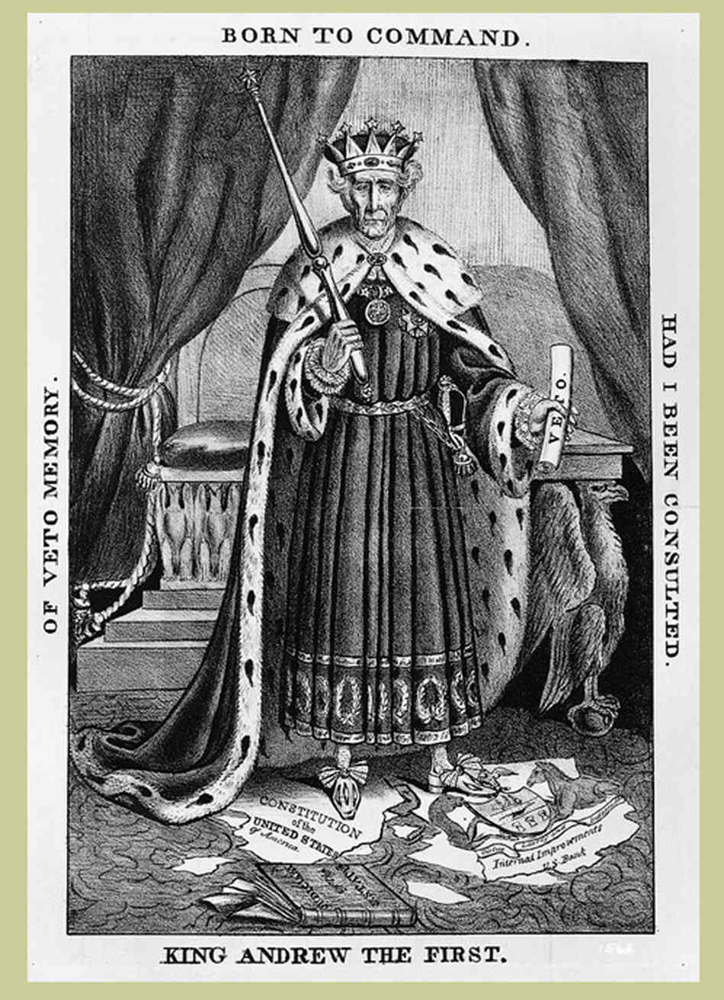 BORN TO COMMAND.
OF VETO MEMORY.
HAD I BEEN CONSULTED.
VETO.
CONSTITUTION
of the
UNITED STATES
of America.
Internal Improvements
U.S. Bank
KING ANDREW THE FIRST.